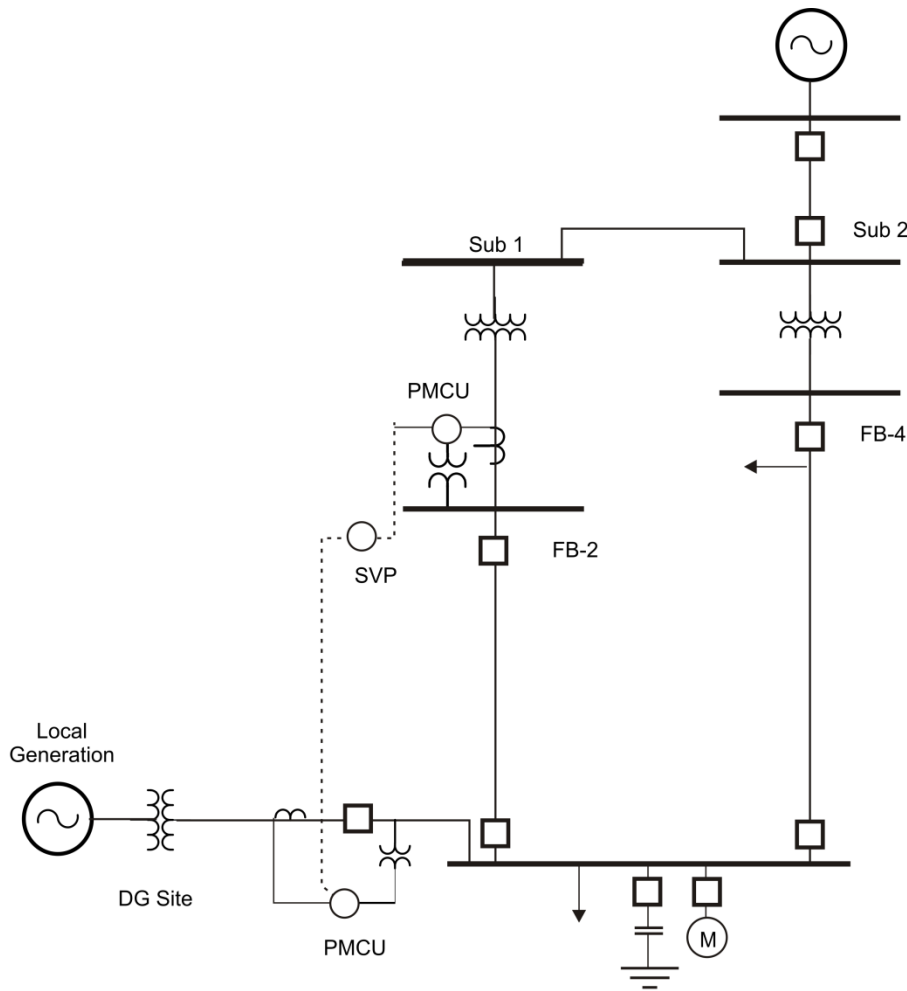 Sub 2
Sub 1
PMCU
FB-4
FB-2
SVP
Local
Generation
DG Site
PMCU
M